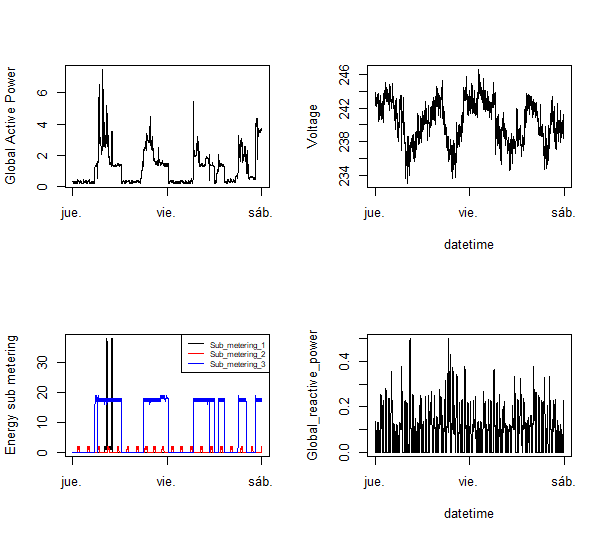 Global Active Power
6
4
2
0
jue.
vie.
sáb.
Voltage
246
242
238
234
jue.
vie.
sáb.
datetime
Energy sub metering
30
20
10
0
Sub_metering_1
Sub_metering_2
Sub_metering_3
jue.
vie.
sáb.
Global_reactive_power
0.4
0.2
0.0
jue.
vie.
sáb.
datetime